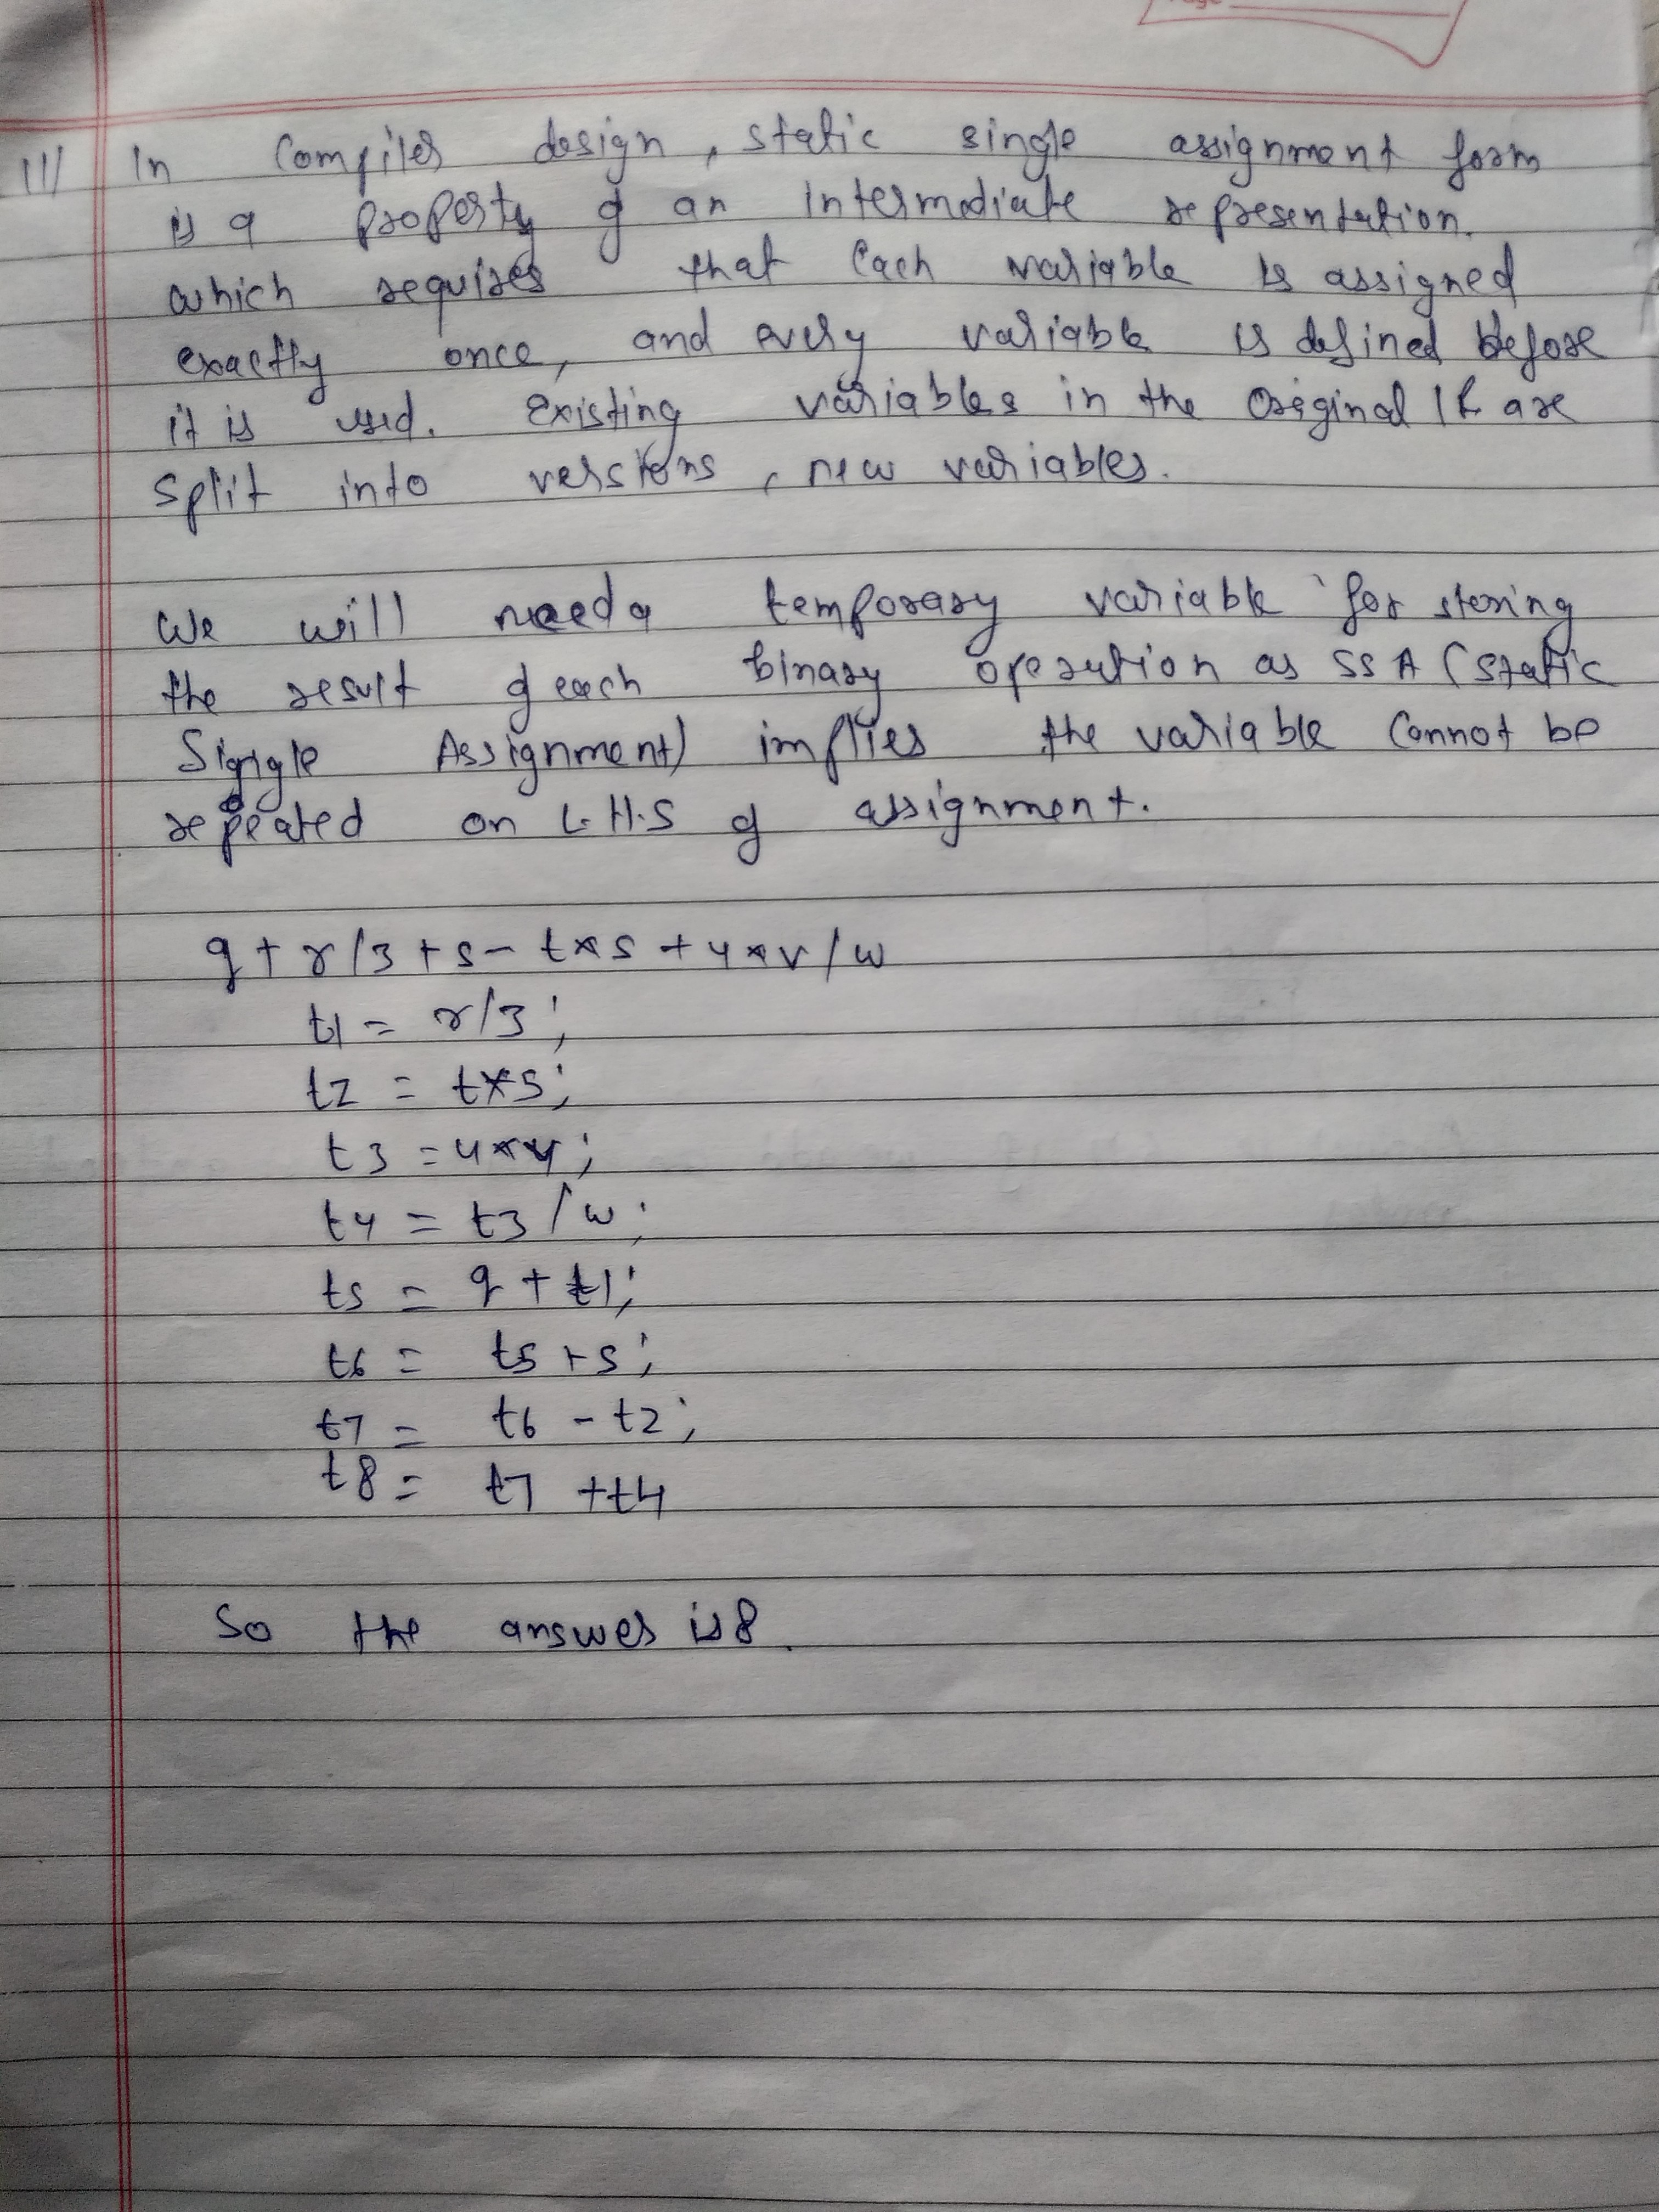 11/ In Compiler design, static single assignment form
is a property of an intermediate representation.
which requires that each variable is assigned
exactly once, and every variable is defined before
it is used. Existing variables in the original IR are
split into versions, new variables.
We will need a temporary variable for storing
the result of each binary operation as SSA (static
Single Assignment) implies the variable cannot be
repeated on L.H.S of assignment.
q + r/3 + s - t*s + 4*v/w
t1 = r/3;
t2 = t*s;
t3 = 4*v;
t4 = t3/w;
t5 = q + t1;
t6 = t5 + s;
t7 = t6 - t2;
t8 = t7 + t4
So the answer is 8.